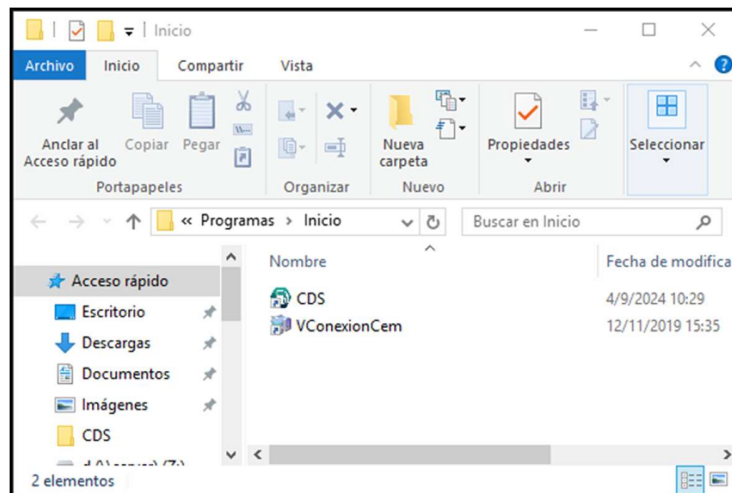 Inicio
Archivo Inicio Compartir Vista
Anclar al Acceso rápido
Copiar
Pegar
Nueva carpeta
Propiedades
Seleccionar
Portapapeles Organizar Nuevo Abrir
« Programas > Inicio
Buscar en Inicio
Nombre Fecha de modifica
Acceso rápido
Escritorio
Descargas
Documentos
Imágenes
CDS
CDS 4/9/2024 10:29
VConexionCem 12/11/2019 15:35
2 elementos